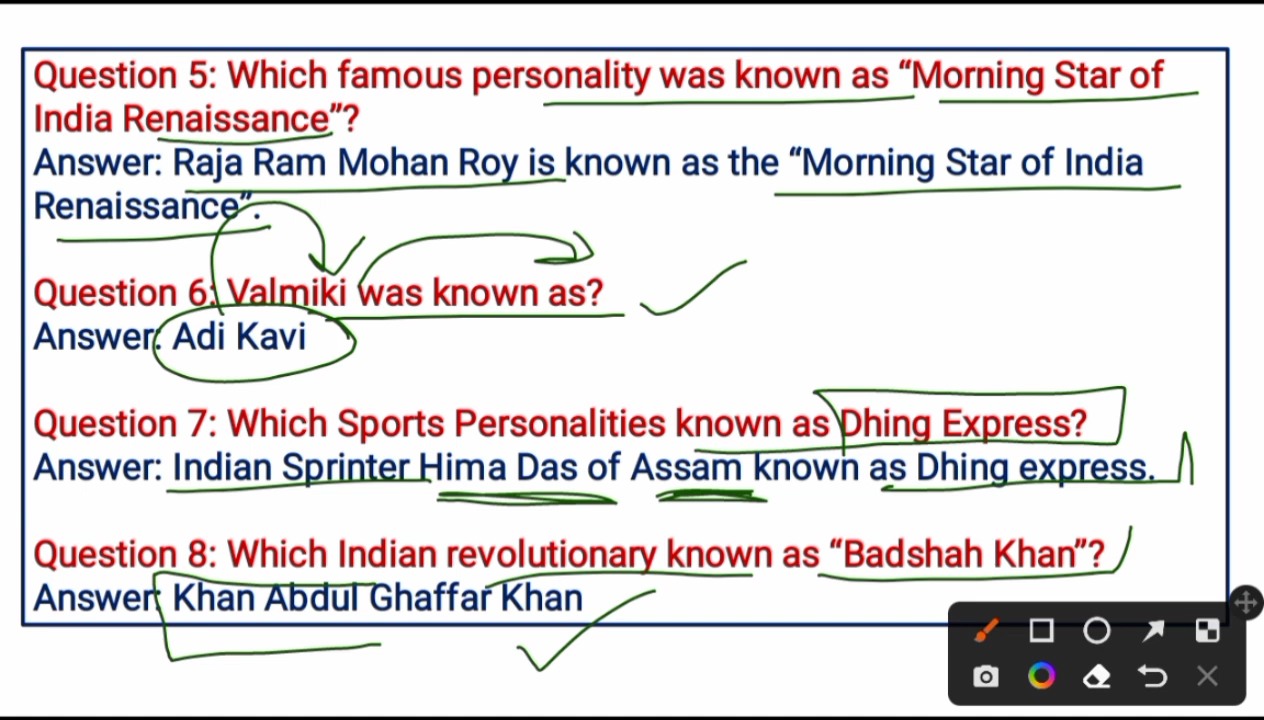 Question 5: Which famous personality was known as “Morning Star of
India Renaissance”?
Answer: Raja Ram Mohan Roy is known as the “Morning Star of India
Renaissance”.
Question 6: Valmiki was known as?
Answer: Adi Kavi
Question 7: Which Sports Personalities known as Dhing Express?
Answer: Indian Sprinter Hima Das of Assam known as Dhing express.
Question 8: Which Indian revolutionary known as “Badshah Khan”?
Answer: Khan Abdul Ghaffar Khan